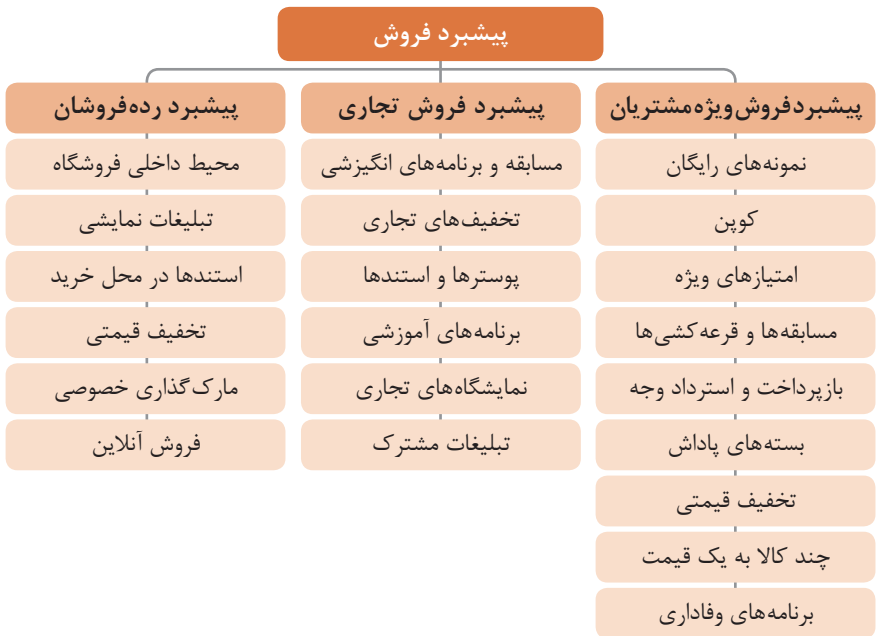 پیشبرد فروش
پیشبرد فروش ویژه مشتریان
نمونه‌های رایگان
کوپن
امتیازهای ویژه
مسابقه‌ها و قرعه‌کشی‌ها
بازپرداخت و استرداد وجه
بسته‌های پاداش
تخفیف قیمتی
چند کالا به یک قیمت
برنامه‌های وفاداری
پیشبرد فروش تجاری
مسابقه و برنامه‌های انگیزشی
تخفیف‌های تجاری
پوسترها و استندها
برنامه‌های آموزشی
نمایشگاه‌های تجاری
تبلیغات مشترک
پیشبرد رده‌فروشان
محیط داخلی فروشگاه
تبلیغات نمایشی
استندها در محل خرید
تخفیف قیمتی
مارک‌گذاری خصوصی
فروش آنلاین